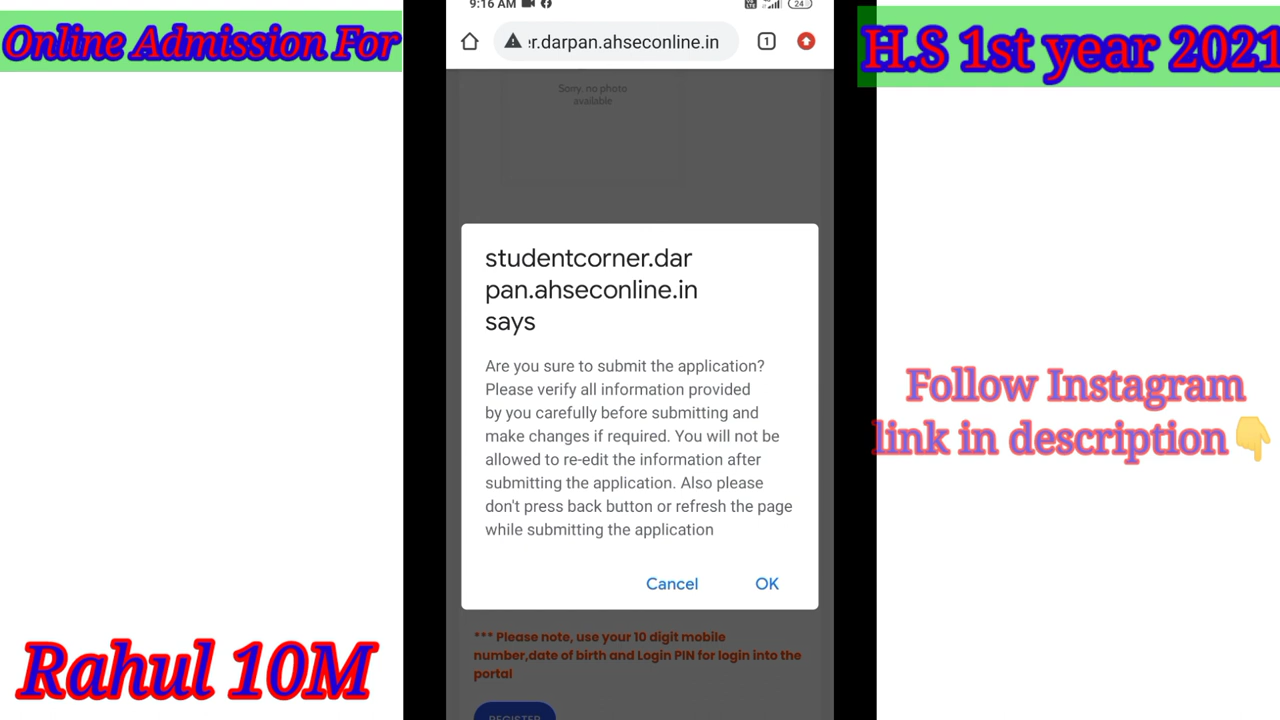 Online Admission For
H.S 1st year 2021
9:16 AM
24
r.darpan.ahseconline.in
1
Sorry, no photo
available
studentcorner.dar
pan.ahseconline.in
says
Are you sure to submit the application?
Please verify all information provided
by you carefully before submitting and
make changes if required. You will not be
allowed to re-edit the information after
submitting the application. Also please
don't press back button or refresh the page
while submitting the application
Cancel
OK
Follow Instagram
link in description👇
*** Please note, use your 10 digit mobile
number,date of birth and Login PIN for login into the
portal
REGISTER
Rahul 10M